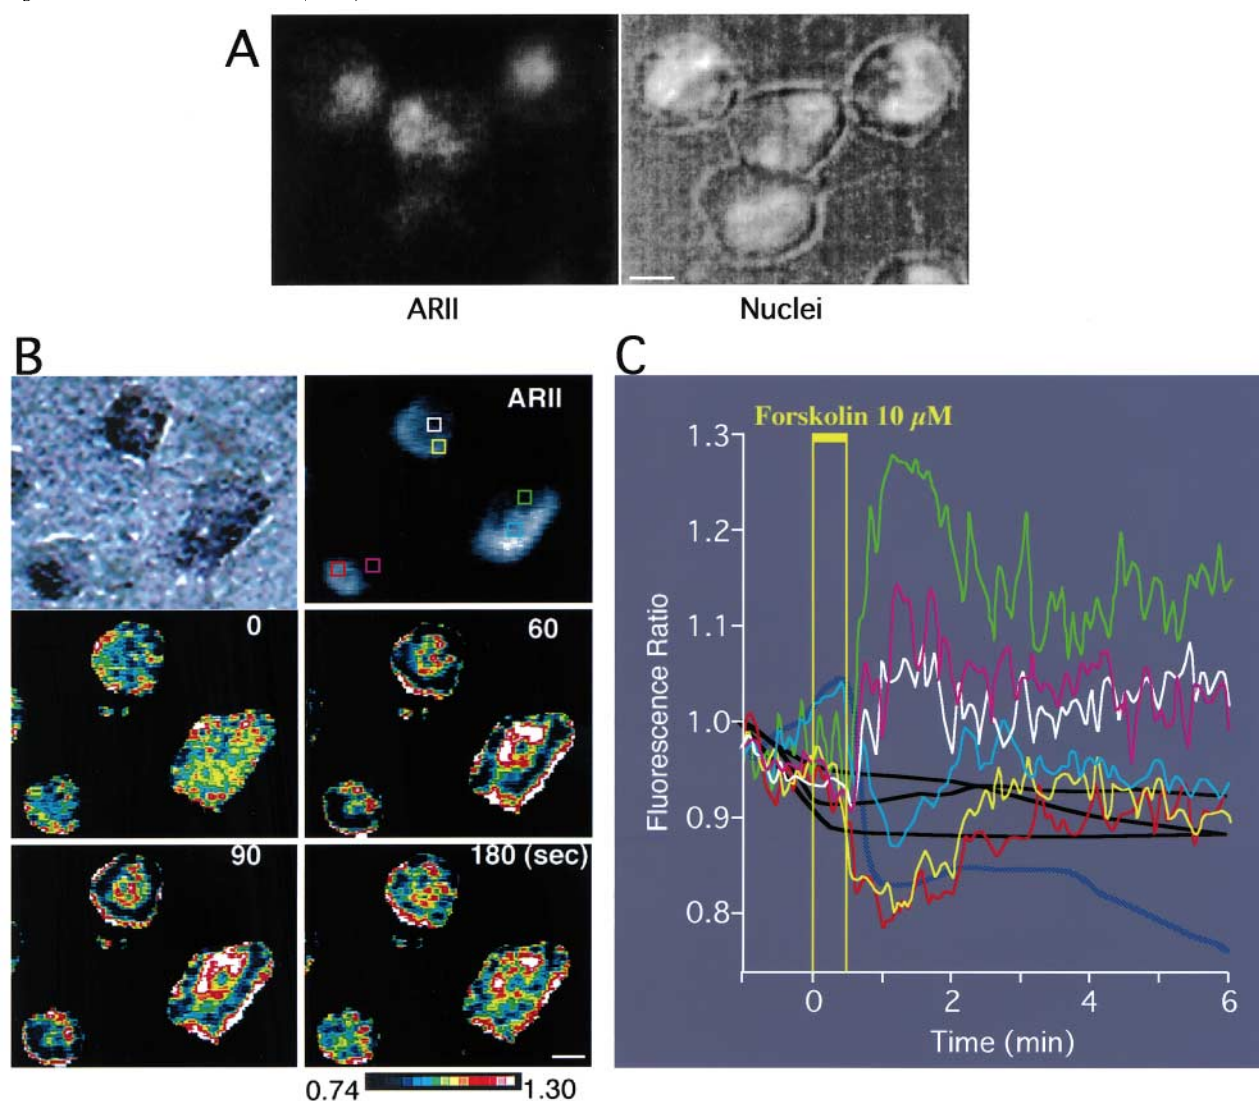 A
ARII
Nuclei
B
ARII
0
60
90
180 (sec)
0.74
1.30
C
Forskolin 10 µM
1.3
1.2
1.1
1.0
0.9
0.8
Fluorescence Ratio
0
2
4
6
Time (min)